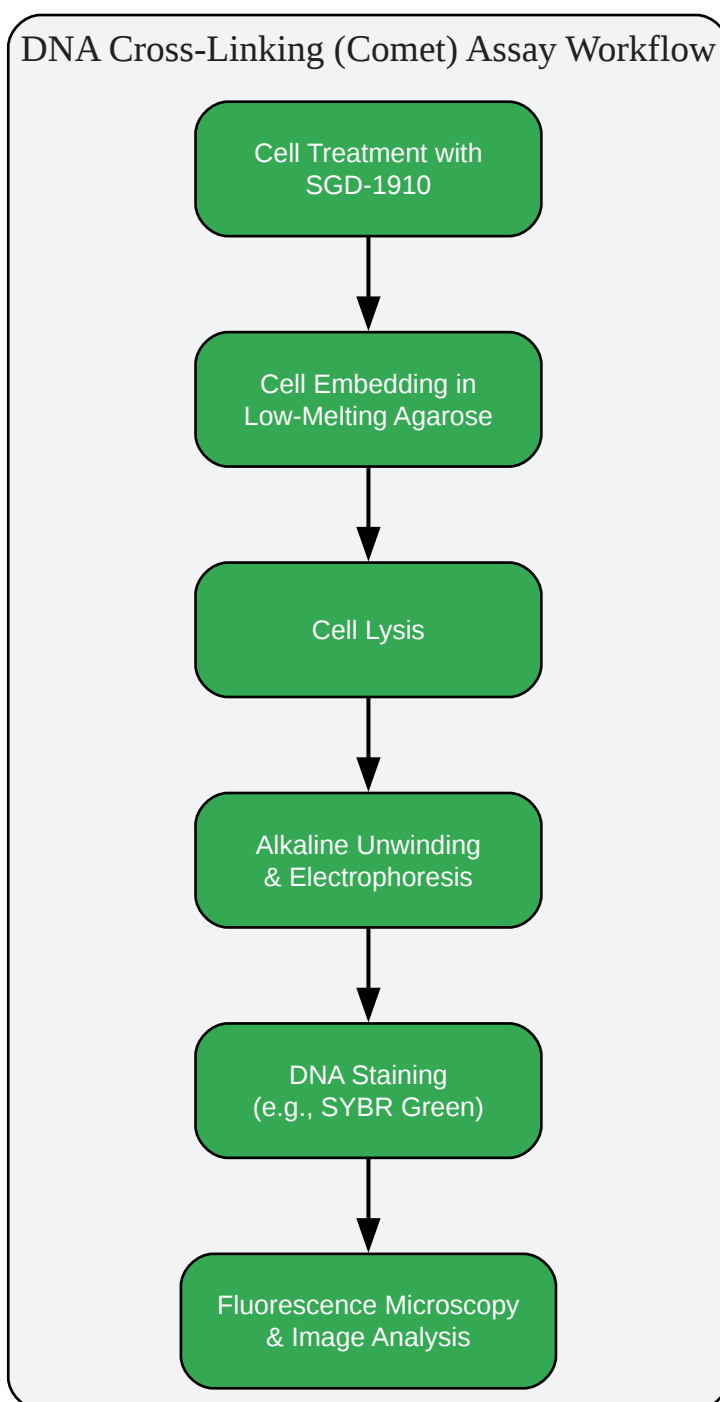 DNA Cross-Linking (Comet) Assay Workflow
Cell Treatment with
SGD-1910
Cell Embedding in
Low-Melting Agarose
Cell Lysis
Alkaline Unwinding
& Electrophoresis
DNA Staining
(e.g., SYBR Green)
Fluorescence Microscopy
& Image Analysis